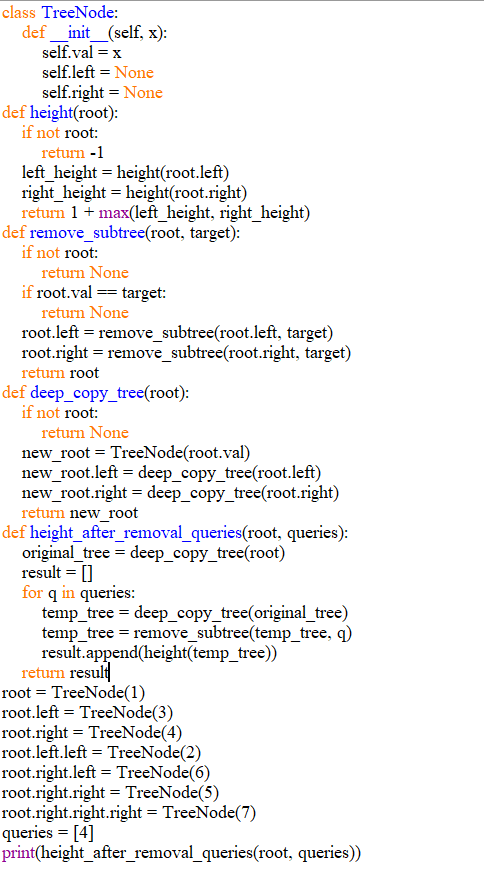 class TreeNode:
    def __init__(self, x):
        self.val = x
        self.left = None
        self.right = None
def height(root):
    if not root:
        return -1
    left_height = height(root.left)
    right_height = height(root.right)
    return 1 + max(left_height, right_height)
def remove_subtree(root, target):
    if not root:
        return None
    if root.val == target:
        return None
    root.left = remove_subtree(root.left, target)
    root.right = remove_subtree(root.right, target)
    return root
def deep_copy_tree(root):
    if not root:
        return None
    new_root = TreeNode(root.val)
    new_root.left = deep_copy_tree(root.left)
    new_root.right = deep_copy_tree(root.right)
    return new_root
def height_after_removal_queries(root, queries):
    original_tree = deep_copy_tree(root)
    result = []
    for q in queries:
        temp_tree = deep_copy_tree(original_tree)
        temp_tree = remove_subtree(temp_tree, q)
        result.append(height(temp_tree))
    return result
root = TreeNode(1)
root.left = TreeNode(3)
root.right = TreeNode(4)
root.left.left = TreeNode(2)
root.right.left = TreeNode(6)
root.right.right = TreeNode(5)
root.right.right.right = TreeNode(7)
queries = [4]
print(height_after_removal_queries(root, queries))